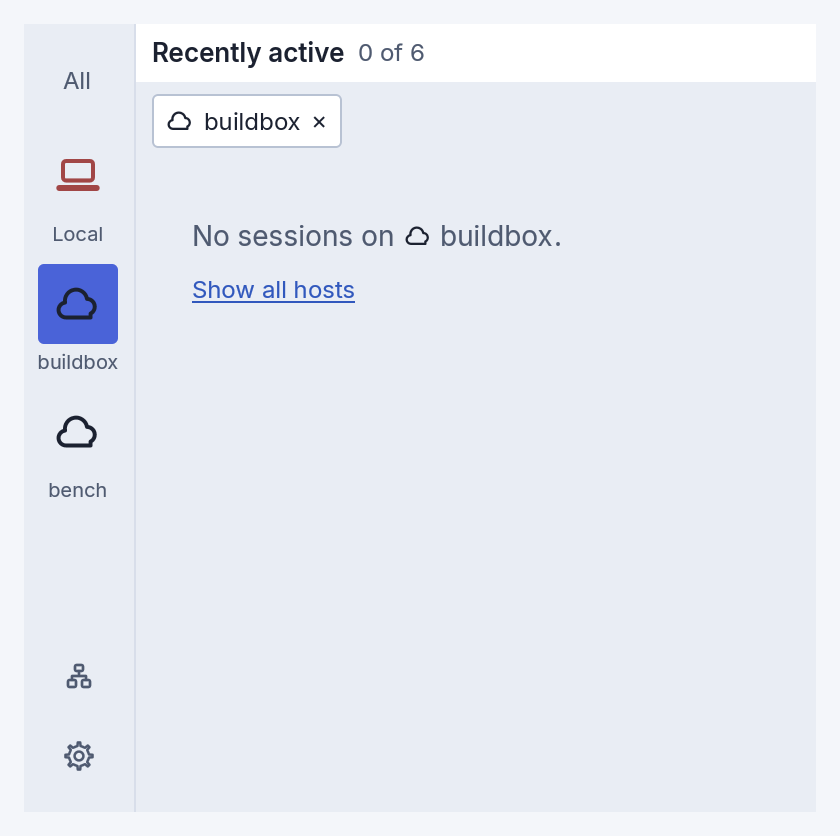 All
Local
buildbox
bench
Recently active 0 of 6
buildbox ×
No sessions on buildbox.
Show all hosts